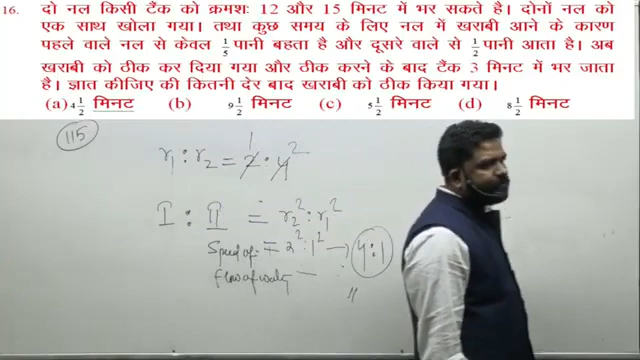 16. दो नल किसी टैंक को क्रमशः 12 और 15 मिनट में भर सकते है। दोनों नल को
एक साथ खोला गया। तथा कुछ समय के लिए नल में खराबी आने के कारण
पहले वाले नल से केवल 1/5 पानी बहता है और दूसरे वाले से 1/2 पानी आता है। अब
खराबी को ठीक कर दिया गया और ठीक करने के बाद टैंक 3 मिनट में भर जाता
है। ज्ञात कीजिए की कितनी देर बाद खराबी को ठीक किया गया।
(a) 4 1/2 मिनट (b) 9 1/2 मिनट (c) 5 1/2 मिनट (d) 8 1/2 मिनट
115
r₁ : r₂ = 2 : 4 1 2
I : II = r₂² : r₁²
Speed of = 2² : 1² → 4:1
flow of